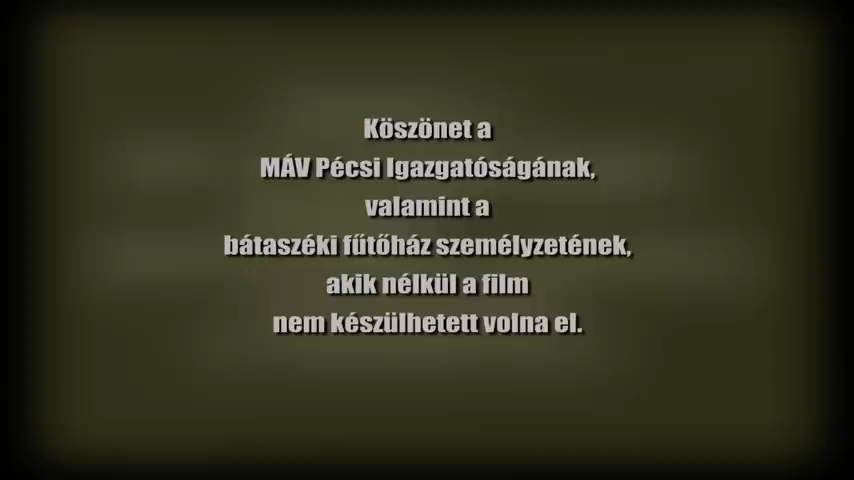 Köszönet a
MÁV Pécsi Igazgatóságának,
valamint a
bátaszéki fűtőház személyzetének,
akik nélkül a film
nem készülhetett volna el.